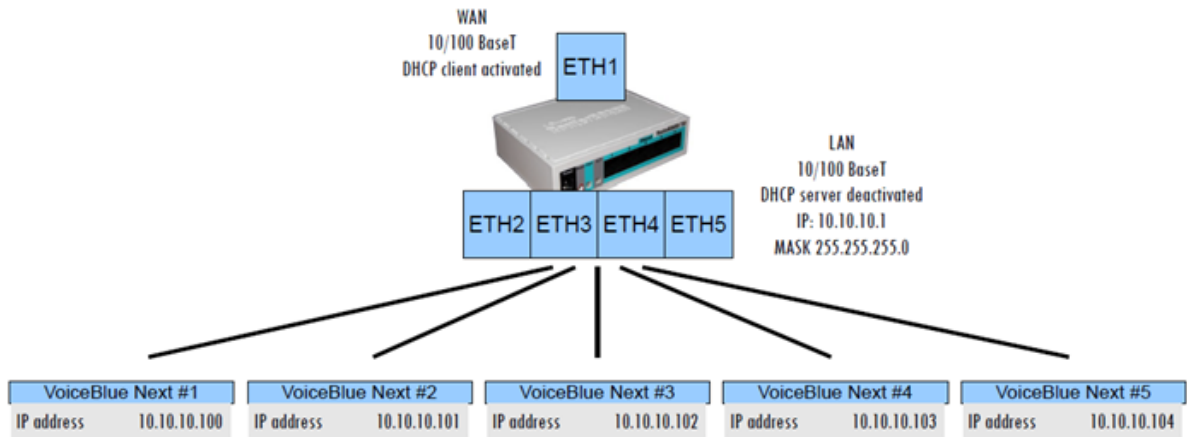 WAN
10/100 BaseT
DHCP client activated
ETH1
LAN
10/100 BaseT
DHCP server deactivated
IP: 10.10.10.1
MASK 255.255.255.0
ETH2 ETH3 ETH4 ETH5
VoiceBlue Next #1 VoiceBlue Next #2 VoiceBlue Next #3 VoiceBlue Next #4 VoiceBlue Next #5
IP address 10.10.10.100 IP address 10.10.10.101 IP address 10.10.10.102 IP address 10.10.10.103 IP address 10.10.10.104